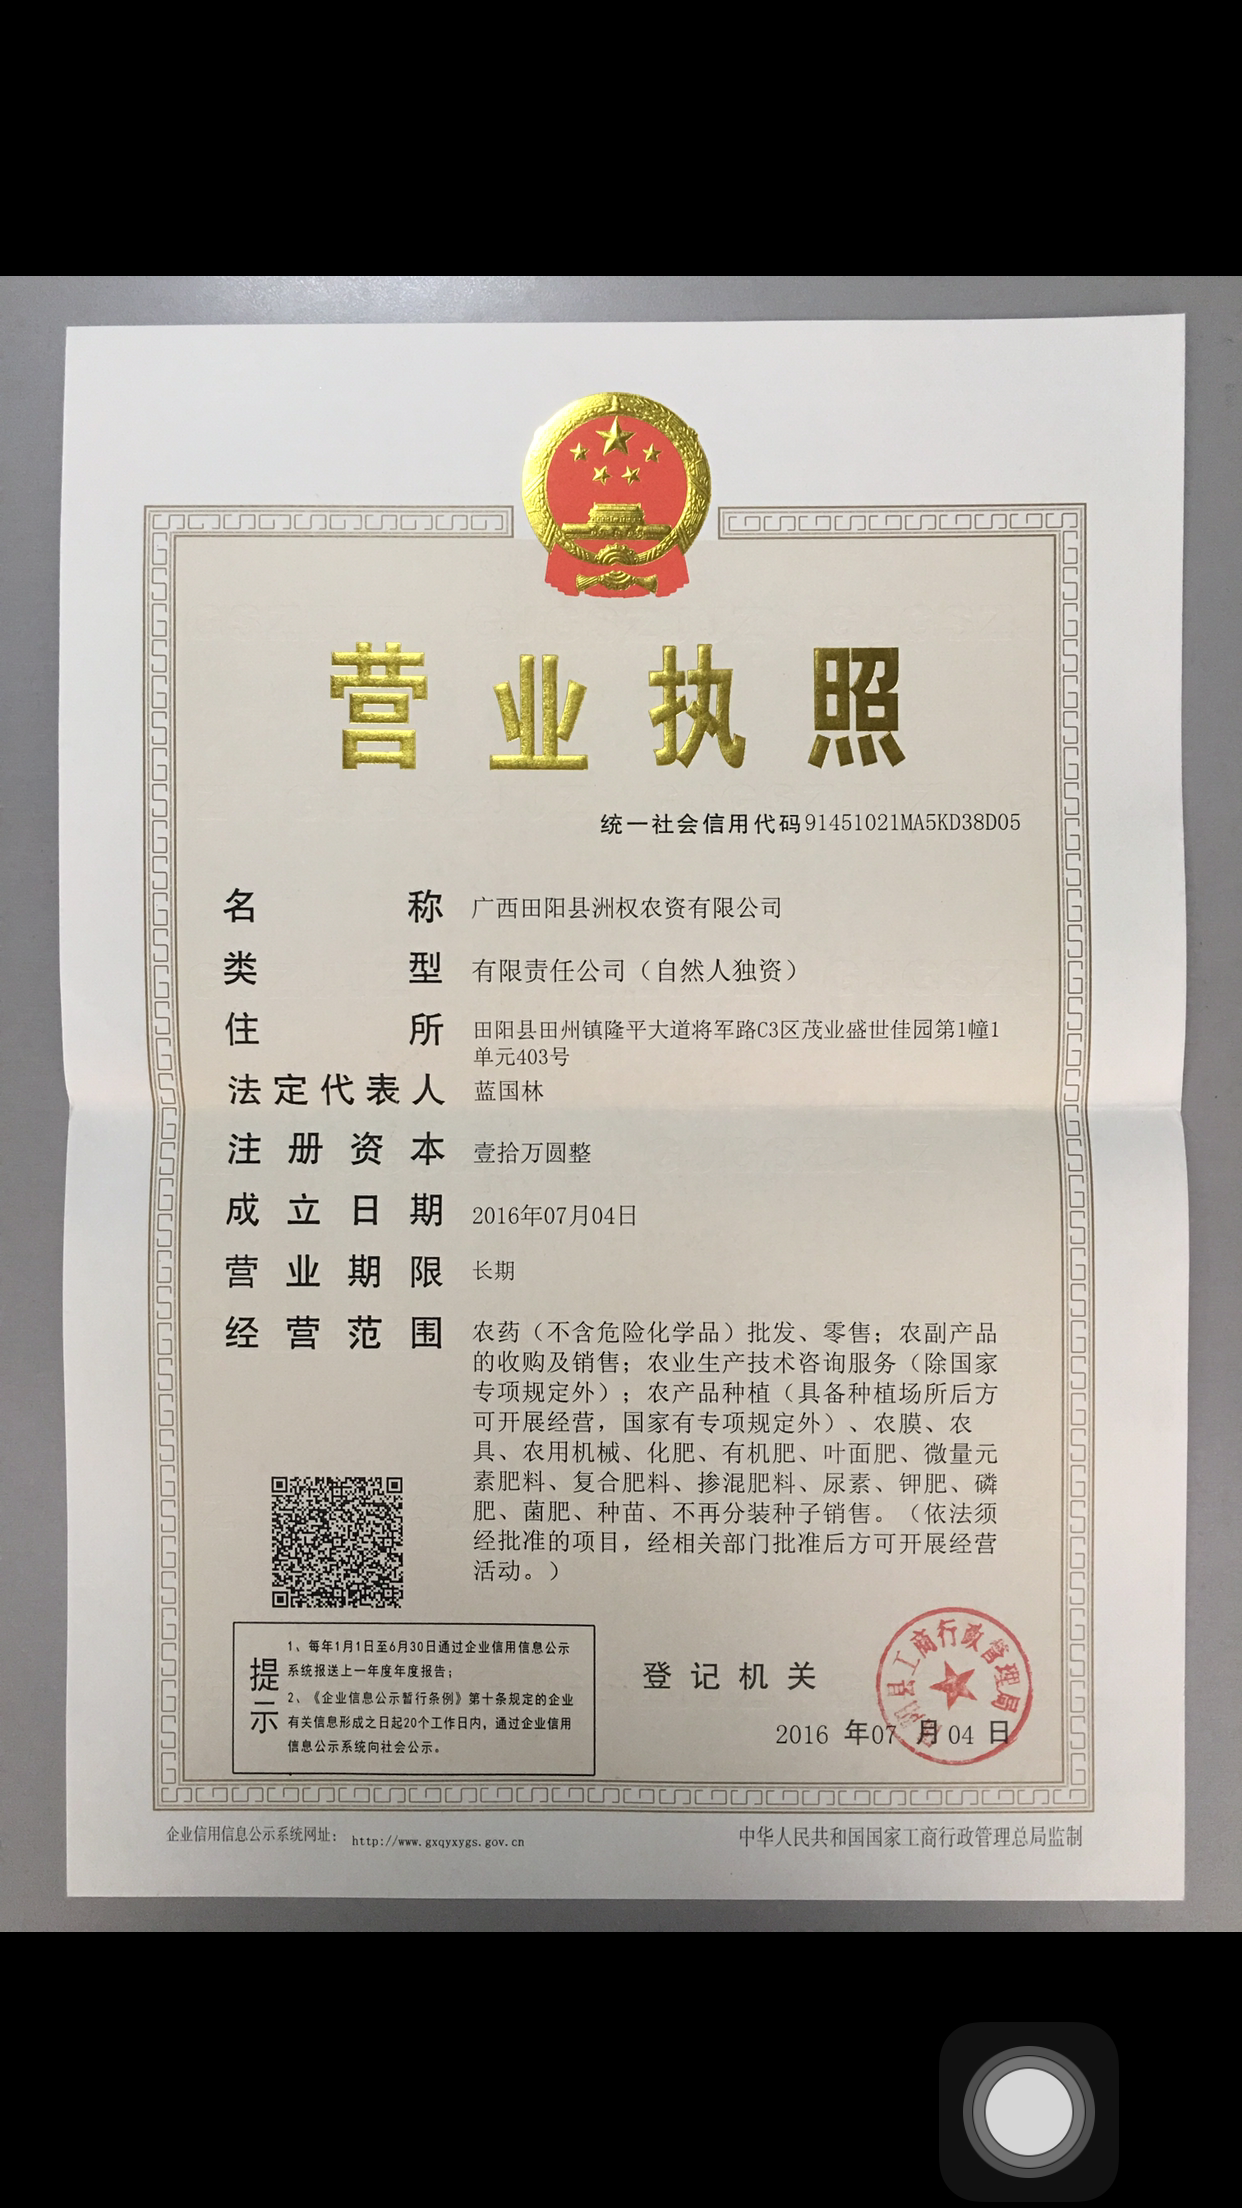 营业执照
统一社会信用代码91451021MA5KD38D05
名称 广西田阳县洲权农资有限公司
类型 有限责任公司（自然人独资）
住所 田阳县田州镇隆平大道将军路C3区茂业盛世佳园第1幢1
单元403号
法定代表人 蓝国林
注册资本 壹拾万圆整
成立日期 2016年07月04日
营业期限 长期
经营范围 农药（不含危险化学品）批发、零售；农副产品
的收购及销售；农业生产技术咨询服务（除国家
专项规定外）；农产品种植（具备种植场所后方
可开展经营，国家有专项规定外）、农膜、农
具、农用机械、化肥、有机肥、叶面肥、微量元
素肥料、复合肥料、掺混肥料、尿素、钾肥、磷
肥、菌肥、种苗、不再分装种子销售。（依法须
经批准的项目，经相关部门批准后方可开展经营
活动。）
提示
1、每年1月1日至6月30日通过企业信用信息公示
系统报送上一年度年度报告；
2、《企业信息公示暂行条例》第十条规定的企业
有关信息形成之日起20个工作日内，通过企业信用
信息公示系统向社会公示。
登记机关
田阳县工商行政管理局
2016 年07 月04 日
企业信用信息公示系统网址： http://www.gxqyxygs.gov.cn
中华人民共和国国家工商行政管理总局监制